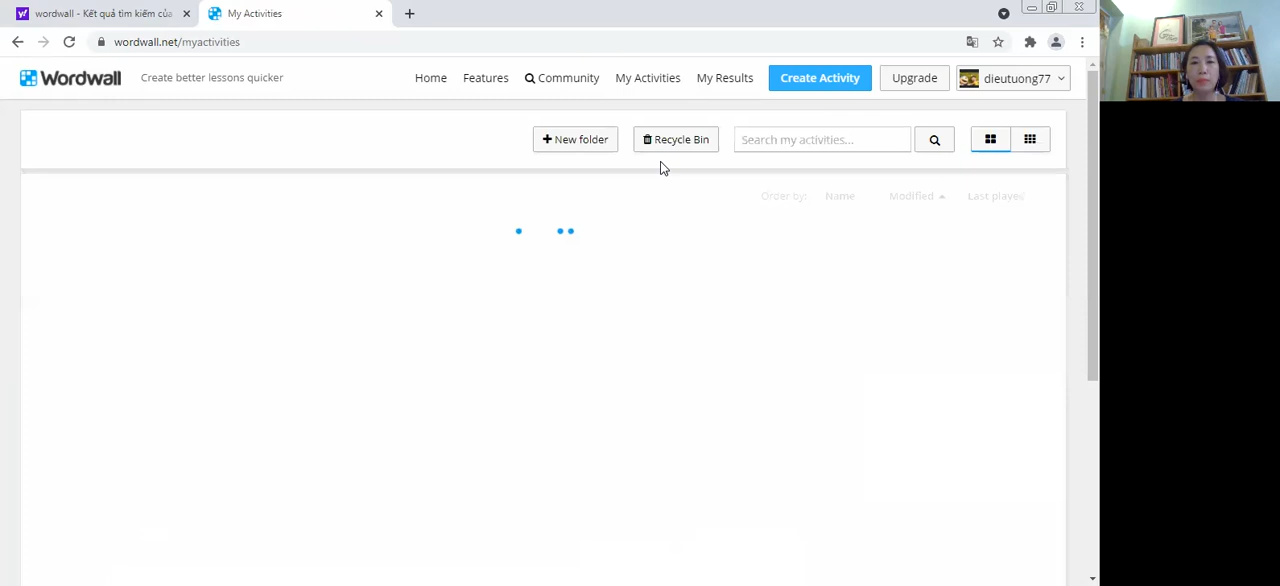 wordwall - Kết quả tìm kiếm củ
My Activities
wordwall.net/myactivities
Wordwall
Create better lessons quicker
Home
Features
Community
My Activities
My Results
Create Activity
Upgrade
dieutuong77
New folder
Recycle Bin
Search my activities...
Order by:
Name
Modified
Last played